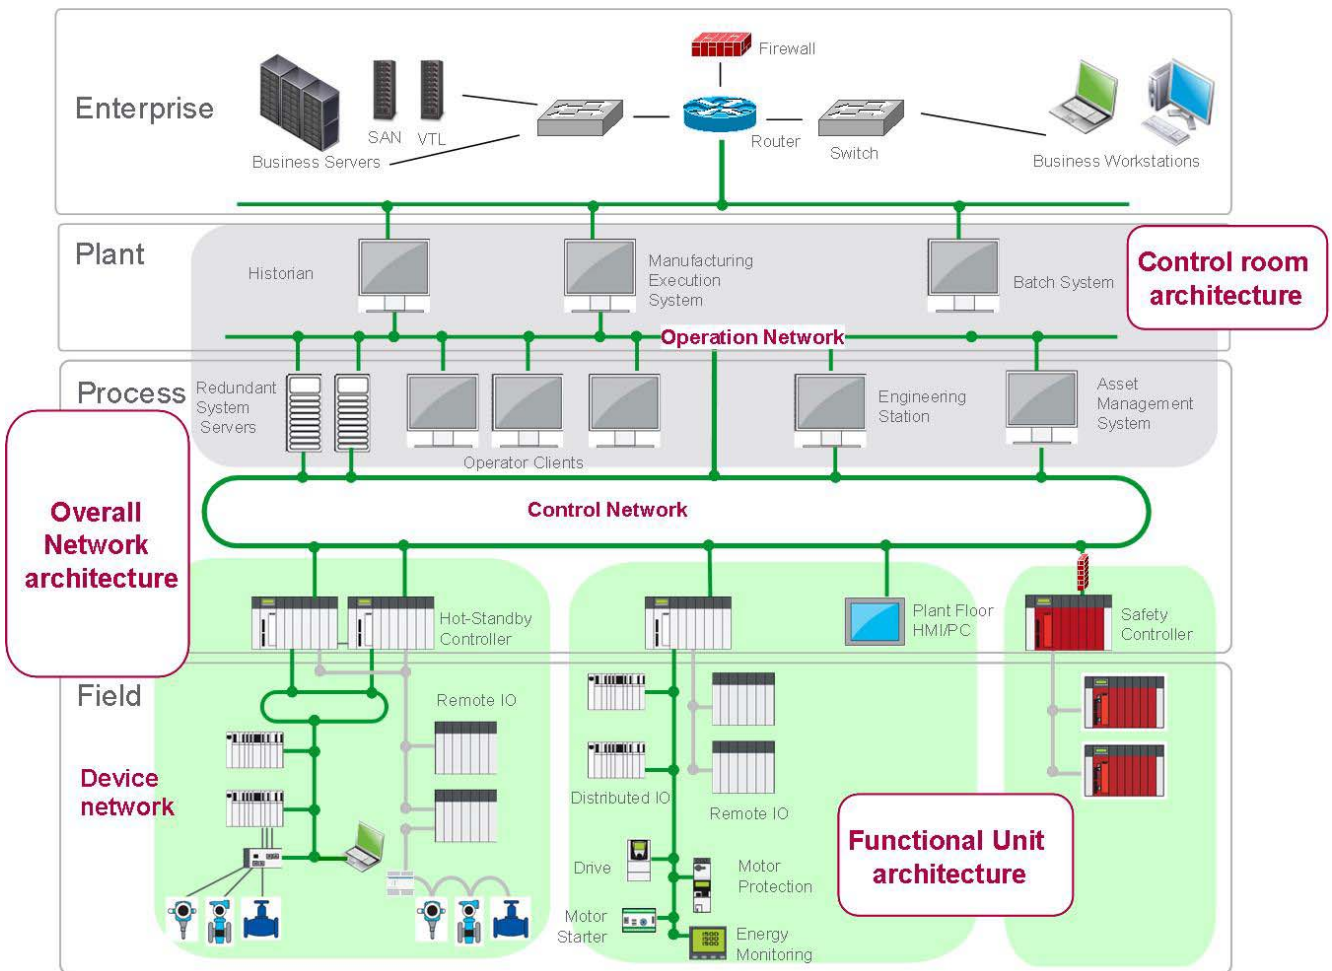 Enterprise
Firewall
SAN
VTL
Business Servers
Router
Switch
Business Workstations
Plant
Historian
Manufacturing
Execution
System
Batch System
Control room
architecture
Operation Network
Process
Redundant
System
Servers
Operator Clients
Engineering
Station
Asset
Management
System
Overall
Network
architecture
Control Network
Hot-Standby
Controller
Plant Floor
HMI/PC
Safety
Controller
Field
Remote IO
Device
network
Distributed IO
Remote IO
Functional Unit
architecture
Drive
Motor
Protection
Motor
Starter
1500
1500
1500
Energy
Monitoring